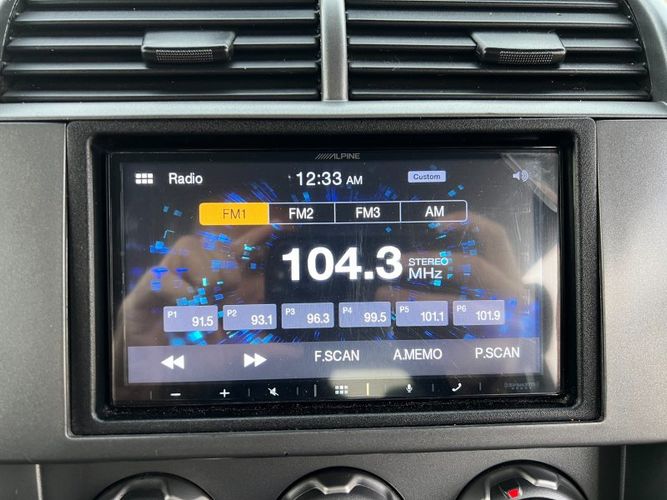 ALPINE
Radio 12:33 AM Custom
FM1 FM2 FM3 AM
104.3 STEREO MHz
P1 91.5 P2 93.1 P3 96.3 P4 99.5 P5 101.1 P6 101.9
F.SCAN A.MEMO P.SCAN